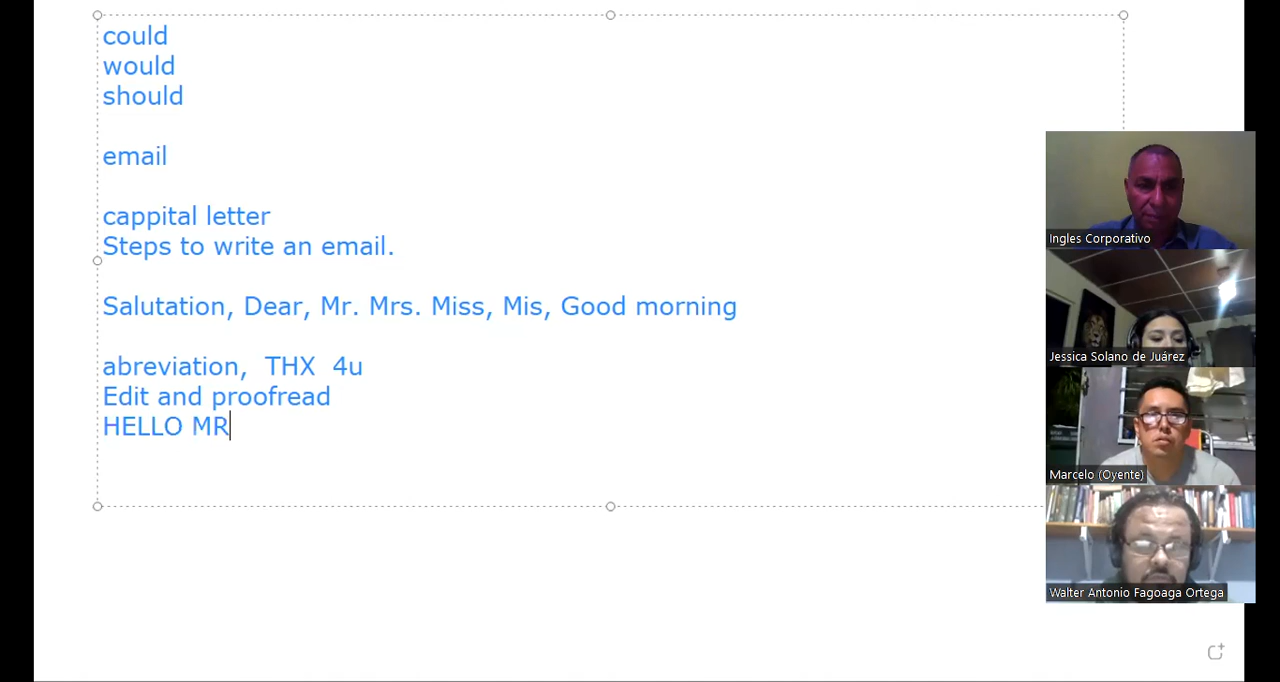 could
would
should
email
cappital letter
Steps to write an email.
Salutation, Dear, Mr. Mrs. Miss, Mis, Good morning
abreviation,  THX  4u
Edit and proofread
HELLO MR
Ingles Corporativo
Jessica Solano de Juárez
Marcelo (Oyente)
Walter Antonio Fagoaga Ortega